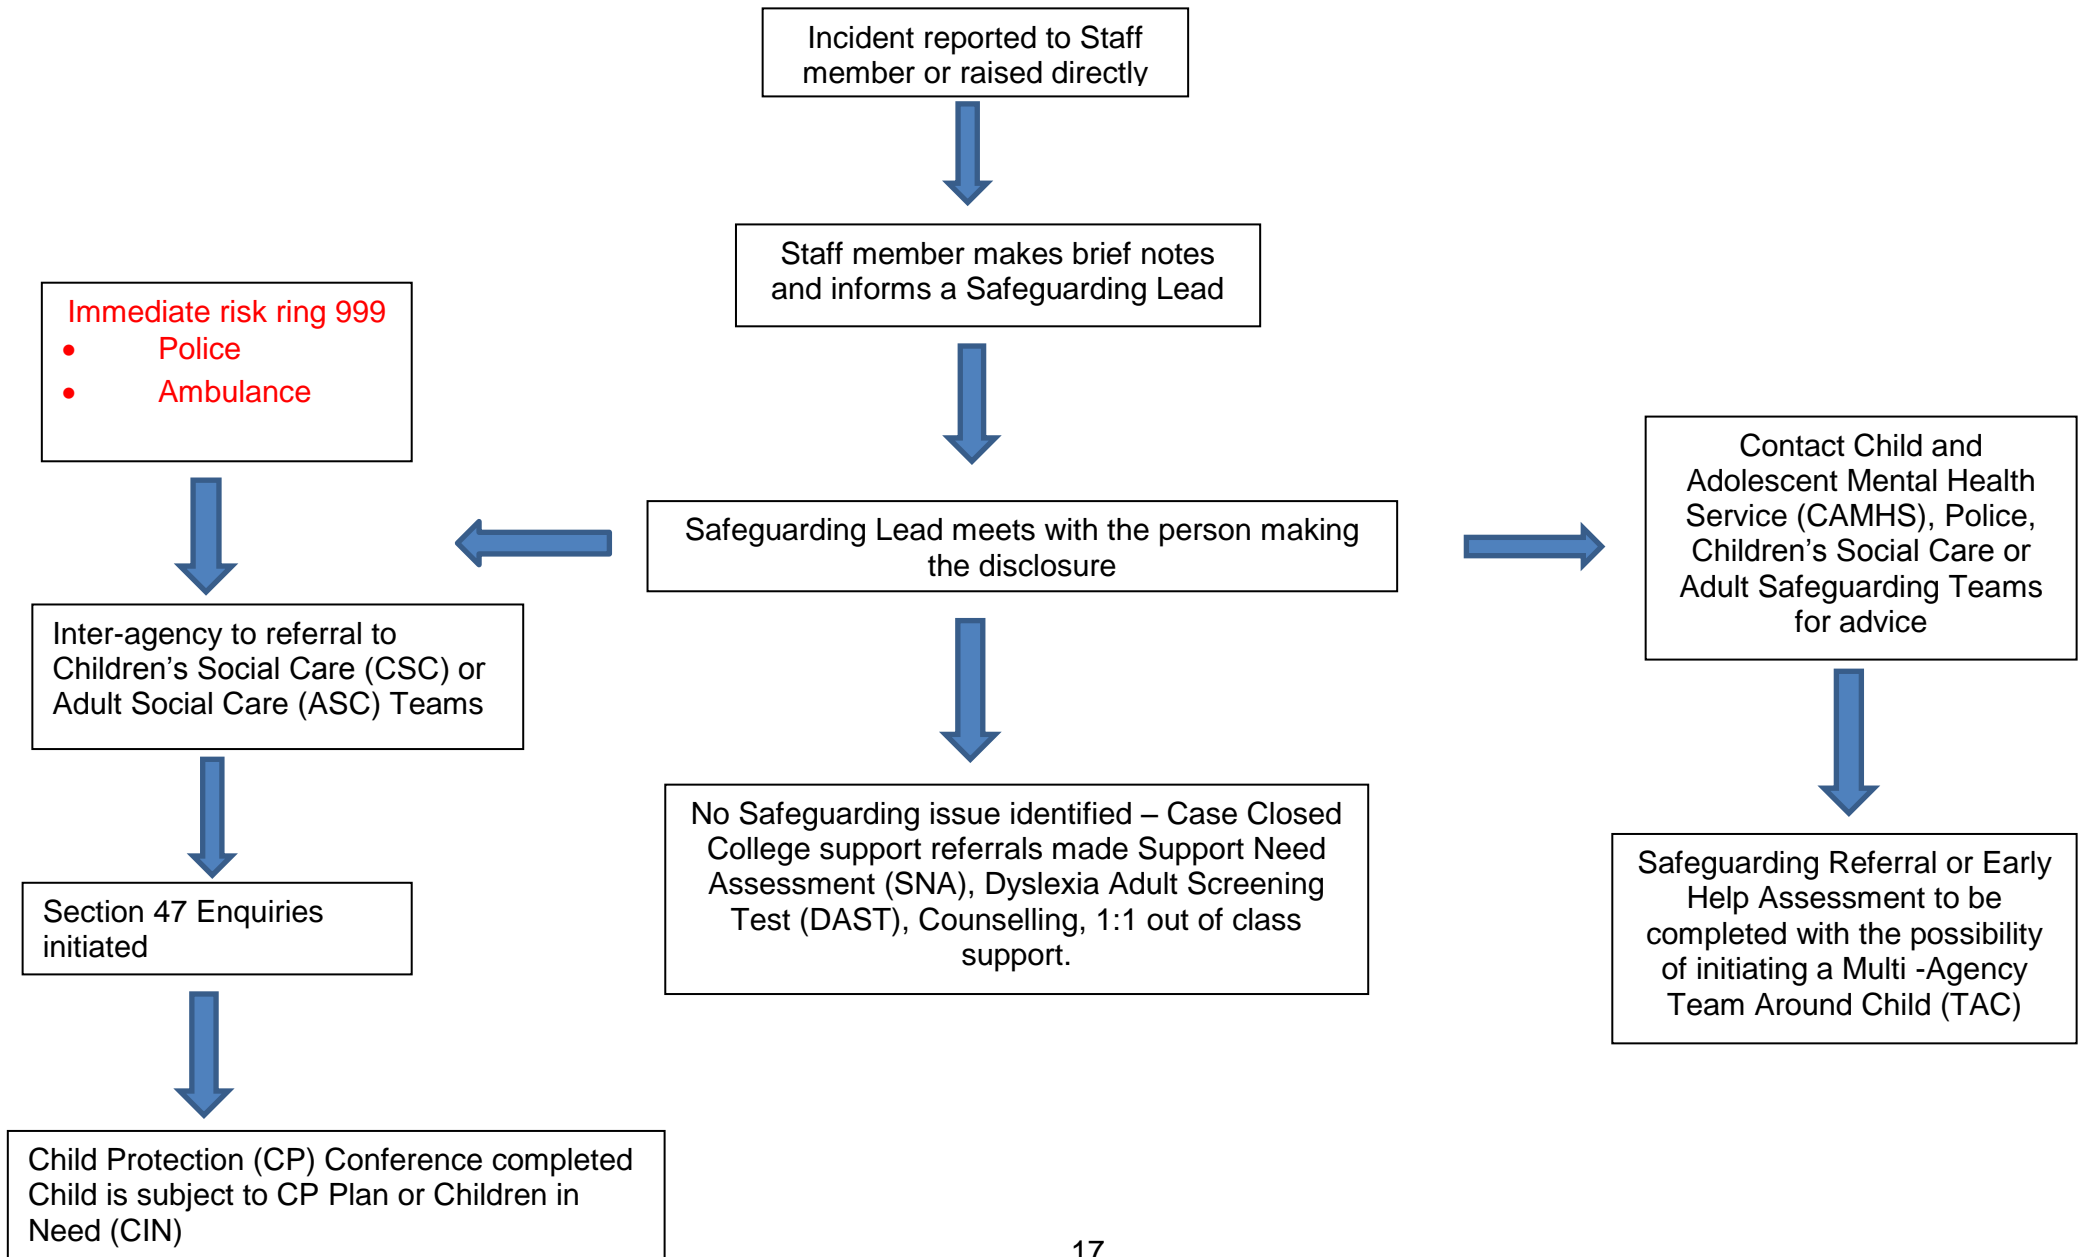 Incident reported to Staff
member or raised directly
Staff member makes brief notes
and informs a Safeguarding Lead
Immediate risk ring 999
• Police
• Ambulance
Safeguarding Lead meets with the person making
the disclosure
Contact Child and
Adolescent Mental Health
Service (CAMHS), Police,
Children’s Social Care or
Adult Safeguarding Teams
for advice
Inter-agency to referral to
Children’s Social Care (CSC) or
Adult Social Care (ASC) Teams
No Safeguarding issue identified – Case Closed
College support referrals made Support Need
Assessment (SNA), Dyslexia Adult Screening
Test (DAST), Counselling, 1:1 out of class
support.
Safeguarding Referral or Early
Help Assessment to be
completed with the possibility
of initiating a Multi -Agency
Team Around Child (TAC)
Section 47 Enquiries
initiated
Child Protection (CP) Conference completed
Child is subject to CP Plan or Children in
Need (CIN)
17